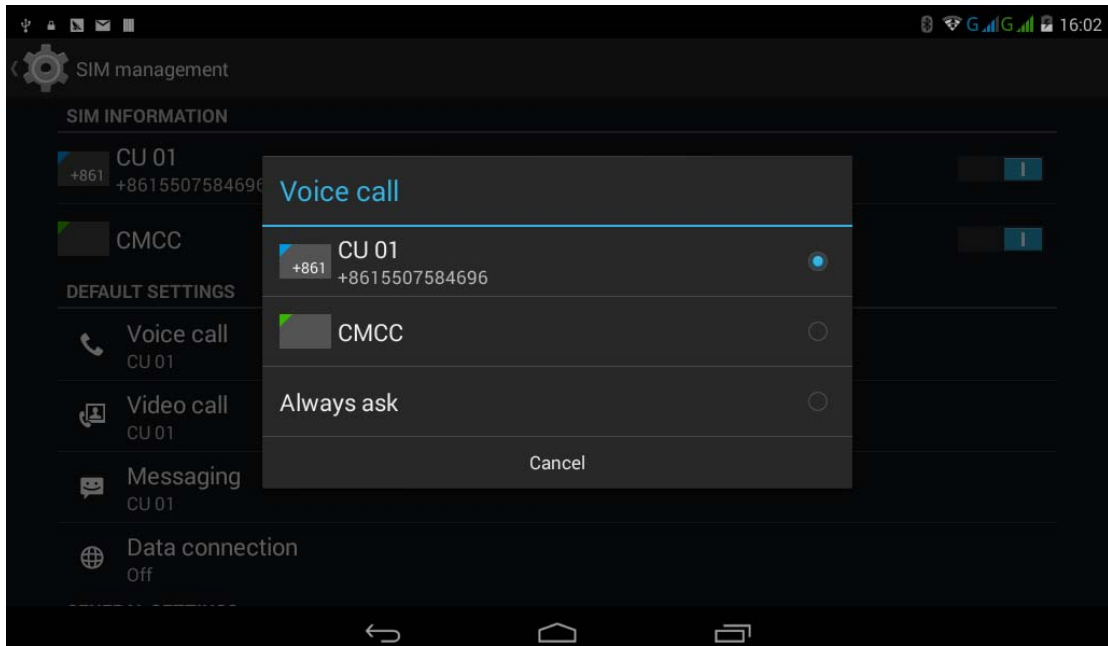 G G 16:02
SIM management
SIM INFORMATION
CU 01
+861
+8615507584696
CMCC
DEFAULT SETTINGS
Voice call
CU 01
Video call
CU 01
Messaging
CU 01
Data connection
Off
Voice call
CU 01
+861
+8615507584696
CMCC
Always ask
Cancel